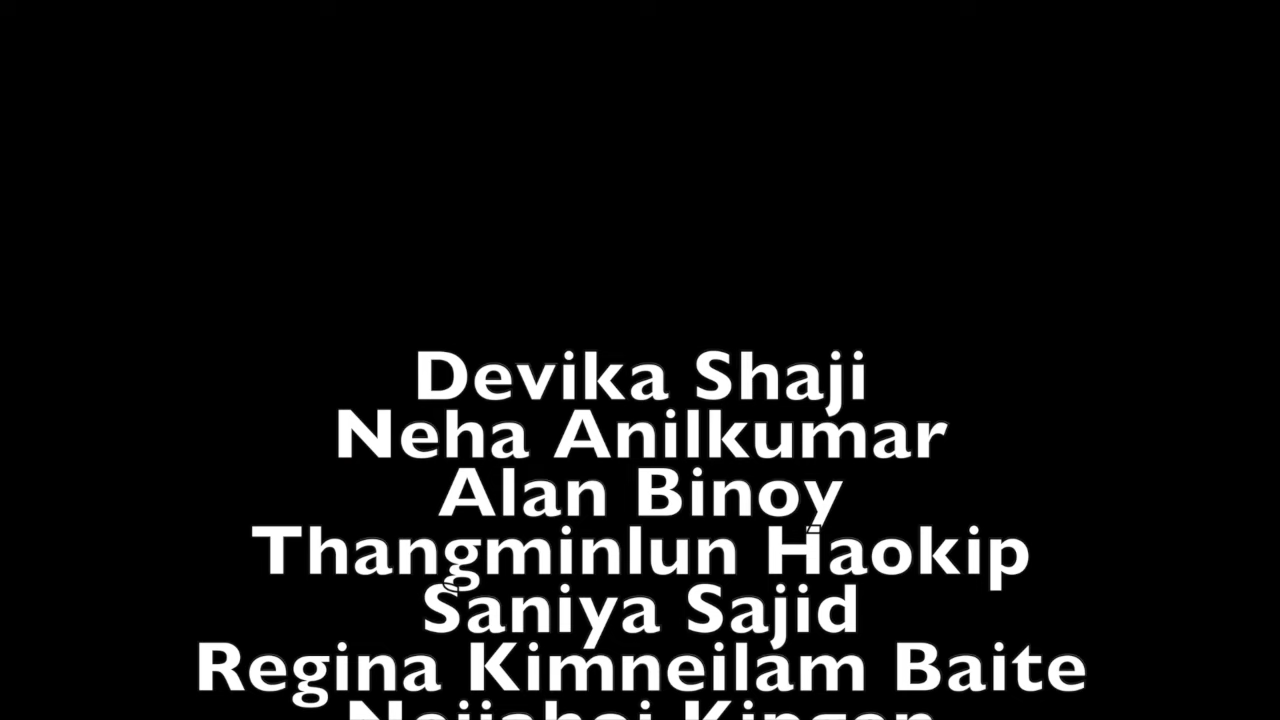 Devika Shaji
Neha Anilkumar
Alan Binoy
Thangminlun Haokip
Saniya Sajid
Regina Kimneilam Baite